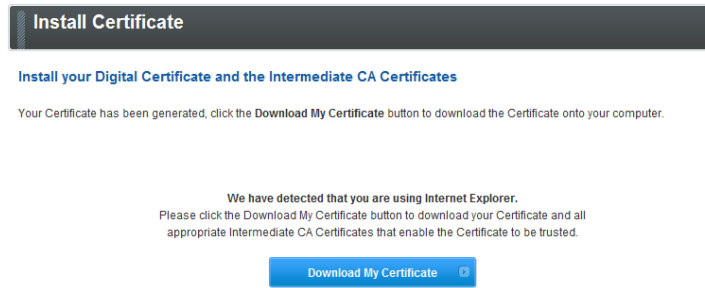 Install Certificate
Install your Digital Certificate and the Intermediate CA Certificates
Your Certificate has been generated, click the Download My Certificate button to download the Certificate onto your computer.
We have detected that you are using Internet Explorer.
Please click the Download My Certificate button to download your Certificate and all
appropriate Intermediate CA Certificates that enable the Certificate to be trusted.
Download My Certificate